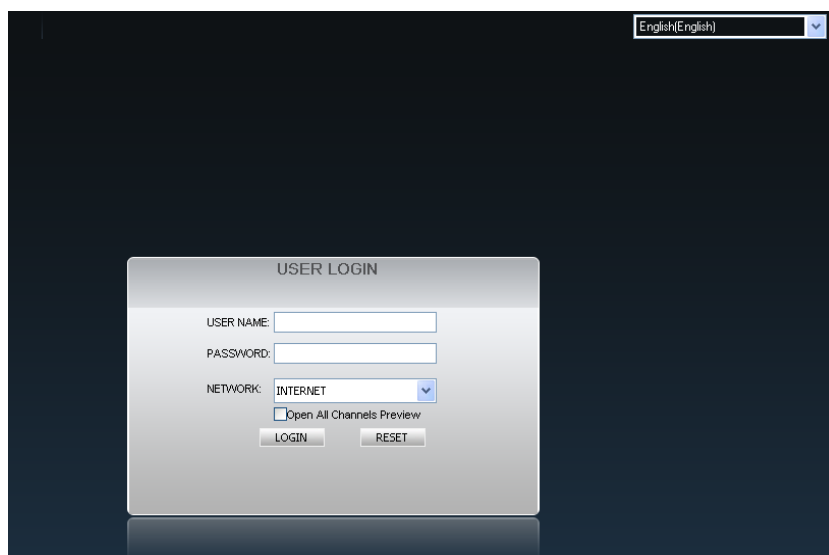 English(English)
USER LOGIN
USER NAME:
PASSWORD:
NETWORK: INTERNET
Open All Channels Preview
LOGIN RESET